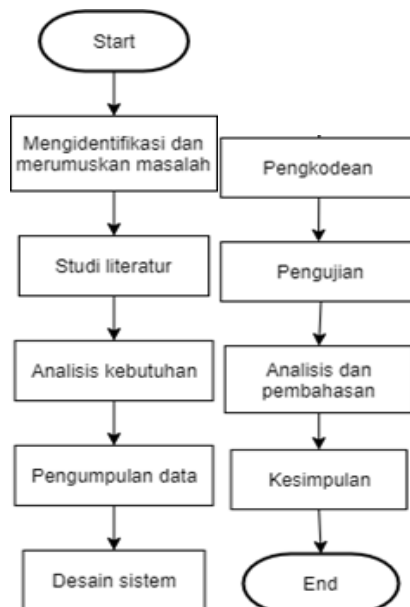 Start
Mengidentifikasi dan
merumuskan masalah
Studi literatur
Analisis kebutuhan
Pengumpulan data
Desain sistem
Pengkodean
Pengujian
Analisis dan
pembahasan
Kesimpulan
End